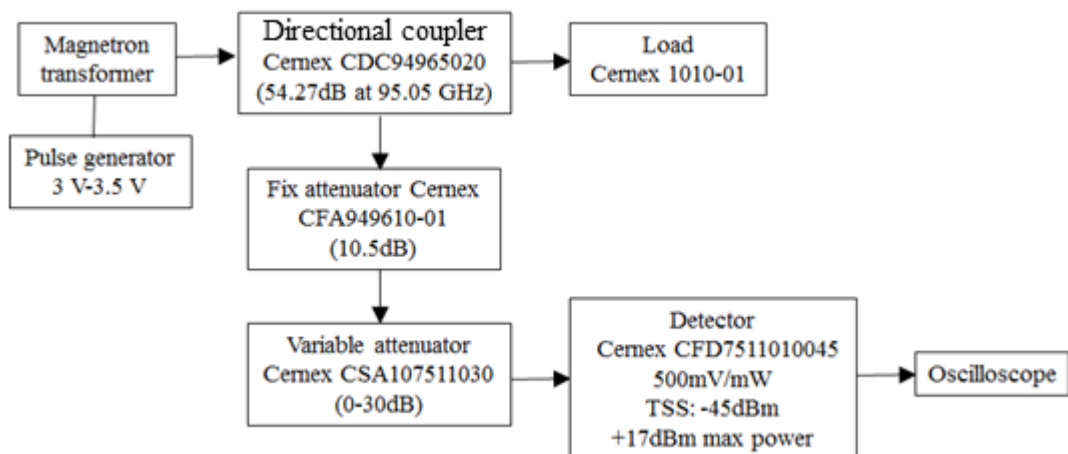 Magnetron
transformer
Directional coupler
Cernex CDC94965020
(54.27dB at 95.05 GHz)
Load
Cernex 1010-01
Pulse generator
3 V-3.5 V
Fix attenuator Cernex
CFA949610-01
(10.5dB)
Variable attenuator
Cernex CSA107511030
(0-30dB)
Detector
Cernex CFD7511010045
500mV/mW
TSS: -45dBm
+17dBm max power
Oscilloscope